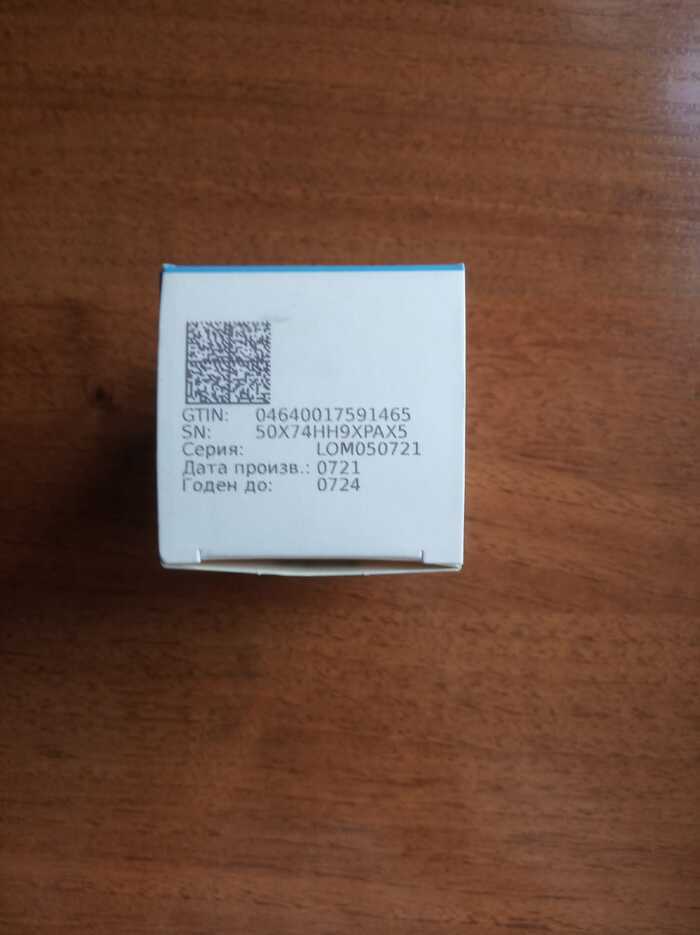 GTIN: 04640017591465
SN: 50X74HH9XPAX5
Серия: LOM050721
Дата произв.: 0721
Годен до: 0724